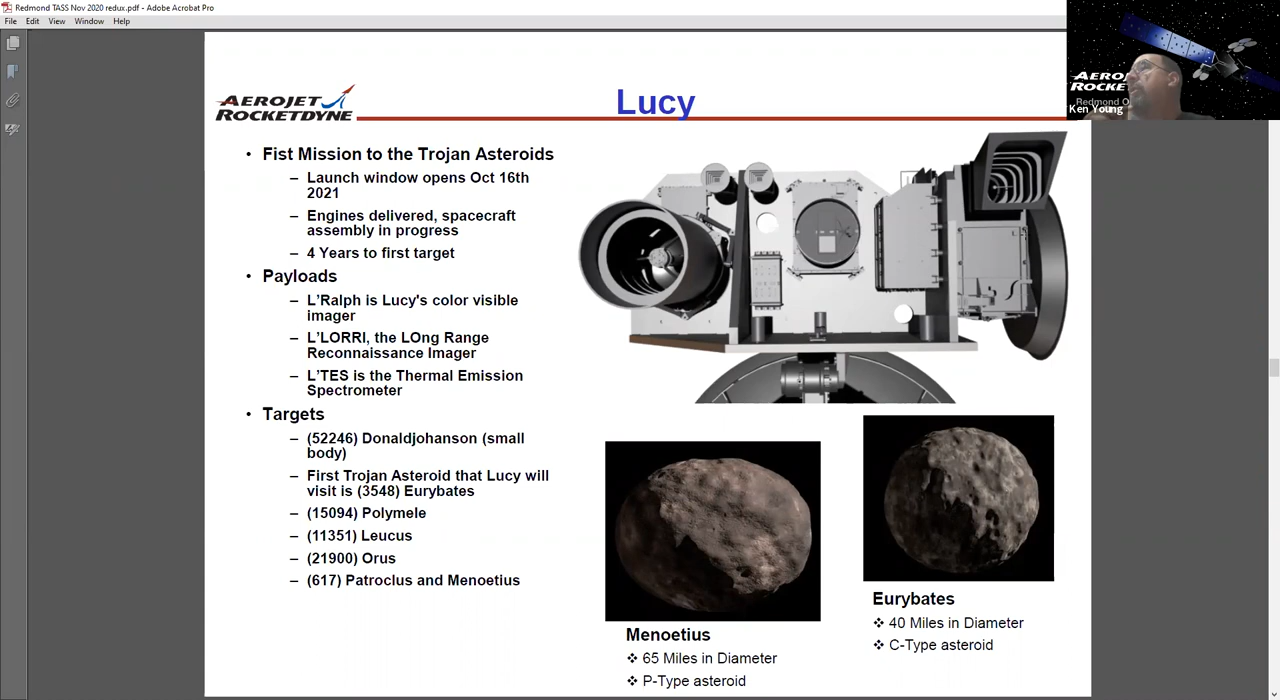 Redmond TASS Nov 2020 redux.pdf - Adobe Acrobat Pro
File Edit View Window Help
AEROJET
ROCKETDYNE
Lucy
Ken Young
• Fist Mission to the Trojan Asteroids
– Launch window opens Oct 16th
2021
– Engines delivered, spacecraft
assembly in progress
– 4 Years to first target
• Payloads
– L’Ralph is Lucy's color visible
imager
– L’LORRI, the LOng Range
Reconnaissance Imager
– L’TES is the Thermal Emission
Spectrometer
• Targets
– (52246) Donaldjohanson (small
body)
– First Trojan Asteroid that Lucy will
visit is (3548) Eurybates
– (15094) Polymele
– (11351) Leucus
– (21900) Orus
– (617) Patroclus and Menoetius
Menoetius
❖ 65 Miles in Diameter
❖ P-Type asteroid
Eurybates
❖ 40 Miles in Diameter
❖ C-Type asteroid